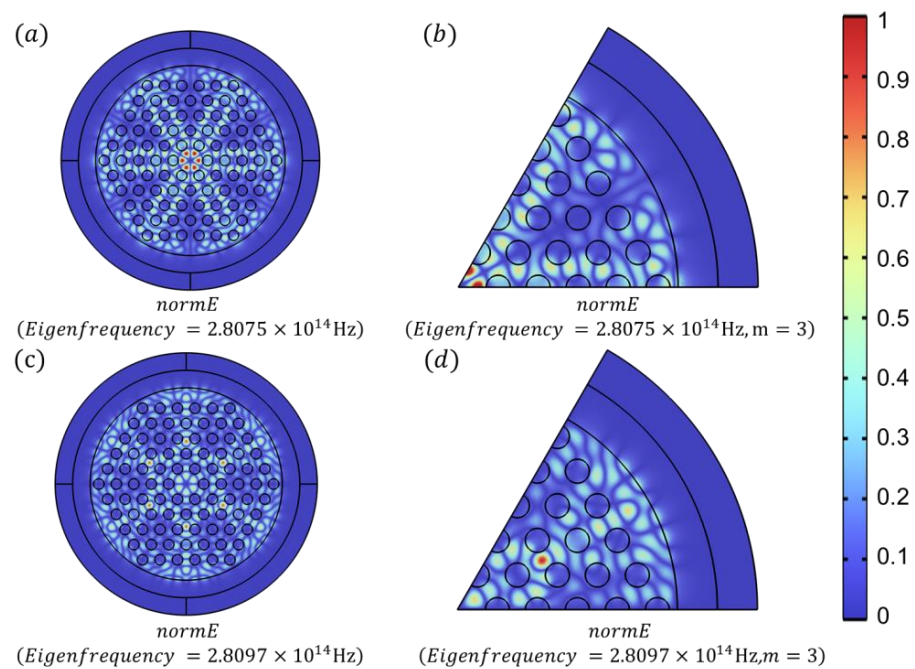 (a)
(b)
normE
(Eigenfrequency = 2.8075 × 10¹⁴Hz)
normE
(Eigenfrequency = 2.8075 × 10¹⁴Hz, m = 3)
(c)
(d)
normE
(Eigenfrequency = 2.8097 × 10¹⁴Hz)
normE
(Eigenfrequency = 2.8097 × 10¹⁴Hz,m = 3)
1
0.9
0.8
0.7
0.6
0.5
0.4
0.3
0.2
0.1
0